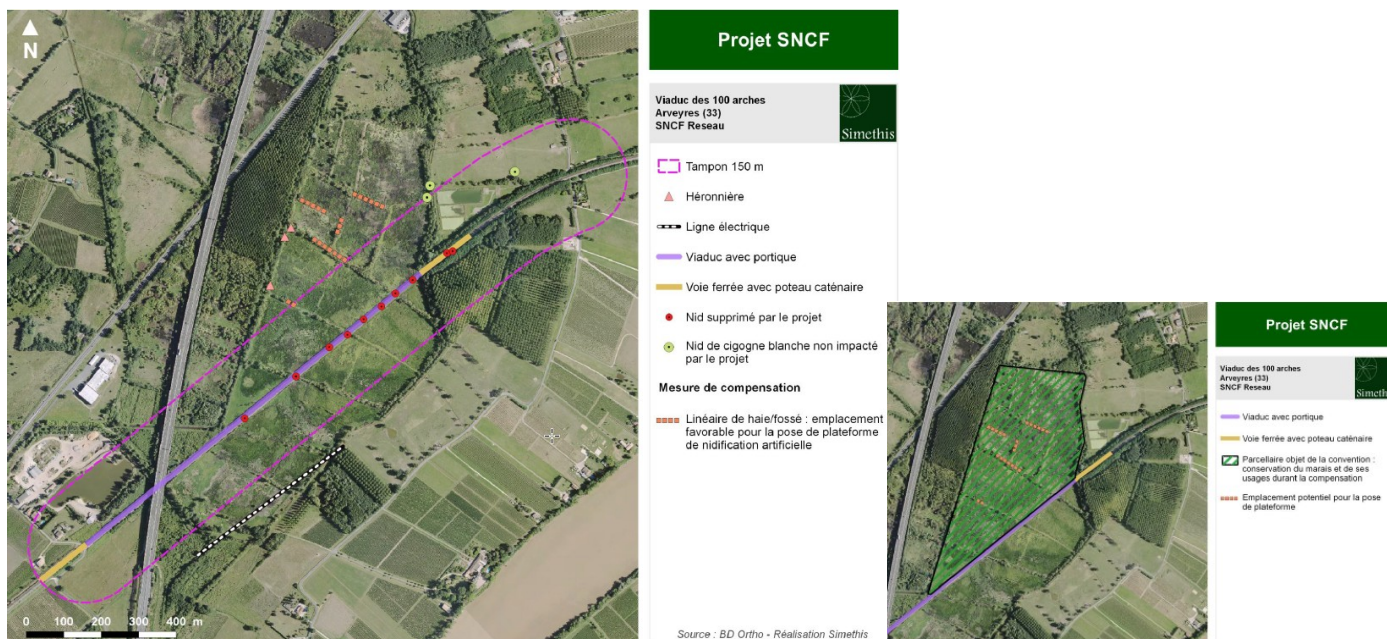 N
0 100 200 300 400 m
Projet SNCF
Viaduc des 100 arches
Arveyres (33)
SNCF Reseau
Simethis
Tampon 150 m
Héronnière
Ligne électrique
Viaduc avec portique
Voie ferrée avec poteau caténaire
Nid supprimé par le projet
Nid de cigogne blanche non impacté
par le projet
Mesure de compensation
Linéaire de haie/fossé : emplacement
favorable pour la pose de plateforme
de nidification artificielle
Source : BD Ortho - Réalisation Simethis
Projet SNCF
Viaduc des 100 arches
Arveyres (33)
SNCF Reseau
Simeth
Viaduc avec portique
Voie ferrée avec poteau caténaire
Parcellaire objet de la convention :
conservation du marais et de ses
usages durant la compensation
Emplacement potentiel pour la pose
de plateforme